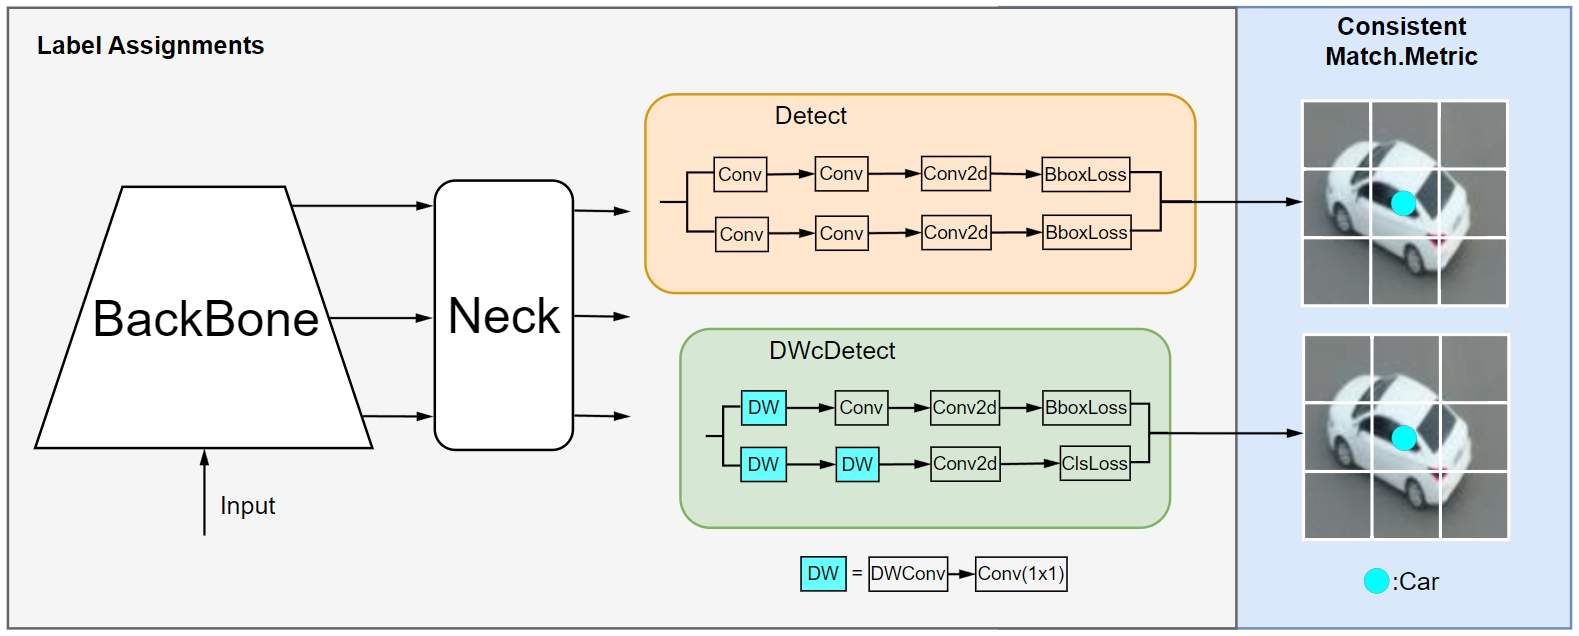 Label Assignments
Consistent
Match.Metric
Detect
Conv Conv Conv2d BboxLoss
Conv Conv Conv2d BboxLoss
BackBone
Neck
DWcDetect
DW Conv Conv2d BboxLoss
DW DW Conv2d ClsLoss
Input
DW = DWConv Conv(1x1)
:Car